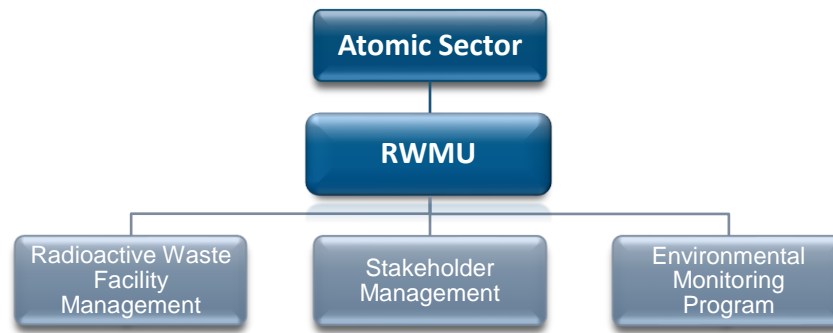 Atomic Sector
RWMU
Radioactive Waste
Facility
Management
Stakeholder
Management
Environmental
Monitoring
Program